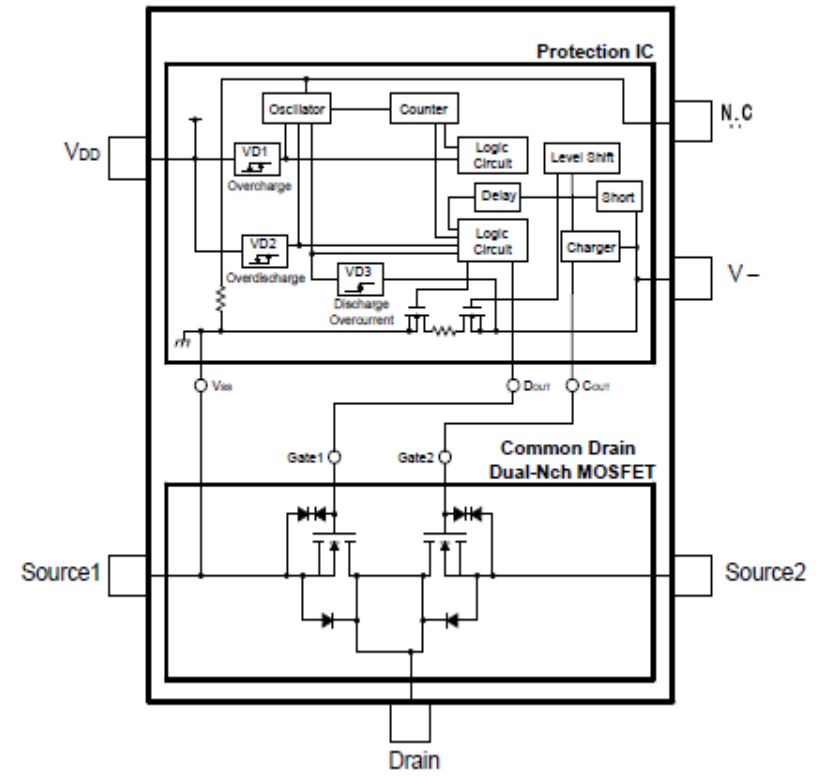 Protection IC
Oscillator
Counter
N.C
VDD
VD1
Overcharge
Logic
Circuit
Level Shift
Delay
Short
VD2
Overdischarge
Logic
Circuit
Charger
VD3
Discharge
Overcurrent
V–
VSS
DOUT
COUT
Gate1
Gate2
Common Drain
Dual-Nch MOSFET
Source1
Source2
Drain